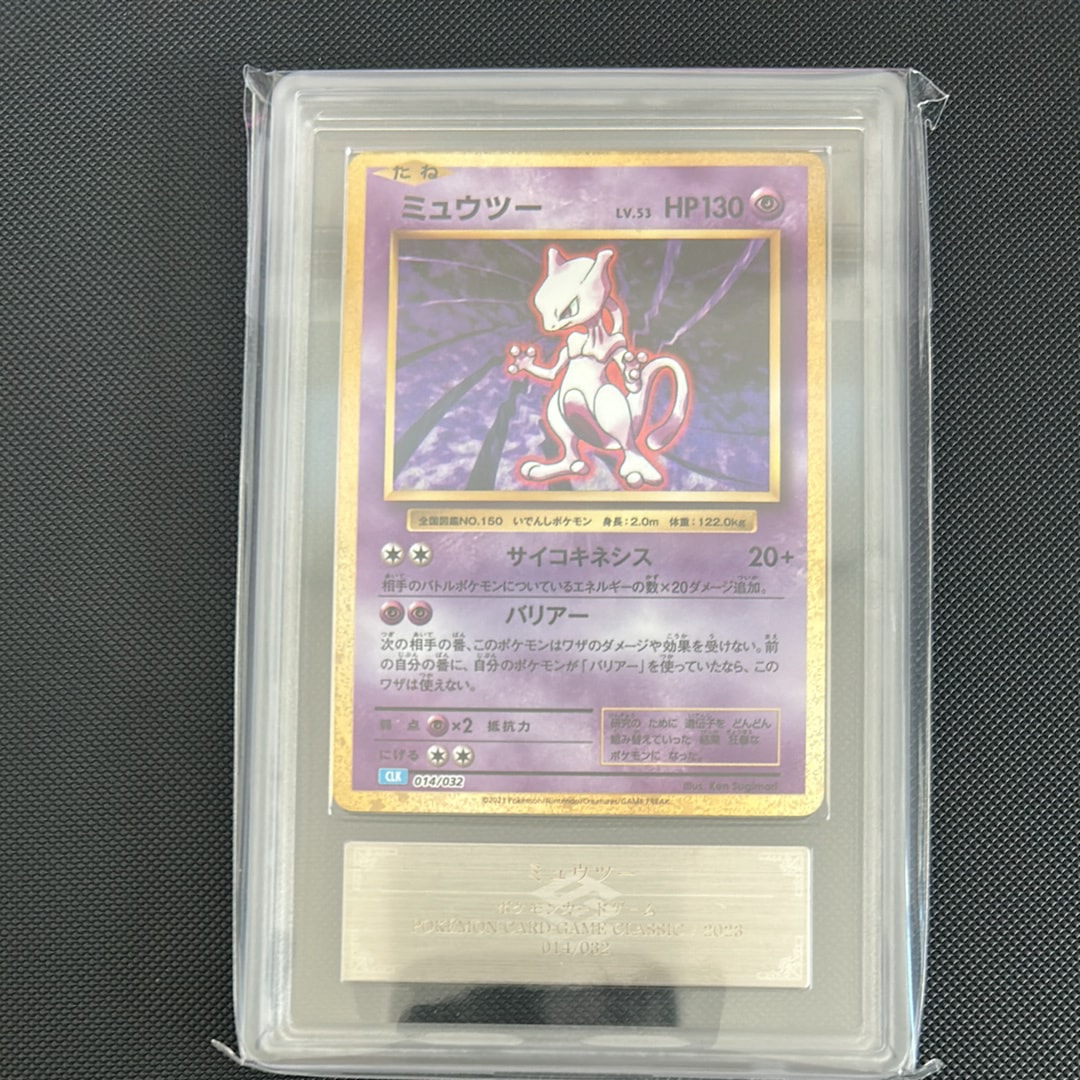 たね
ミュウツー LV.53 HP130
全国図鑑NO.150 いでんしポケモン 身長：2.0m 体重：122.0kg
サイコキネシス 20+
相手のバトルポケモンについているエネルギーの数×20ダメージ追加。
バリアー
次の相手の番、このポケモンはワザのダメージや効果を受けない。前
の自分の番に、自分のポケモンが「バリアー」を使っていたなら、この
ワザは使えない。
弱点 ×2 抵抗力
にげる
研究の ために 遺伝子を どんどん
組み替えていった 結果 狂暴な
ポケモンに なった。
CLK 014/032
Illus. Ken Sugimori
©2023 Pokémon/Nintendo/Creatures/GAME FREAK.
ミュウツー
ポケモンカードゲーム
POKÉMON CARD GAME CLASSIC - 2023
014/032